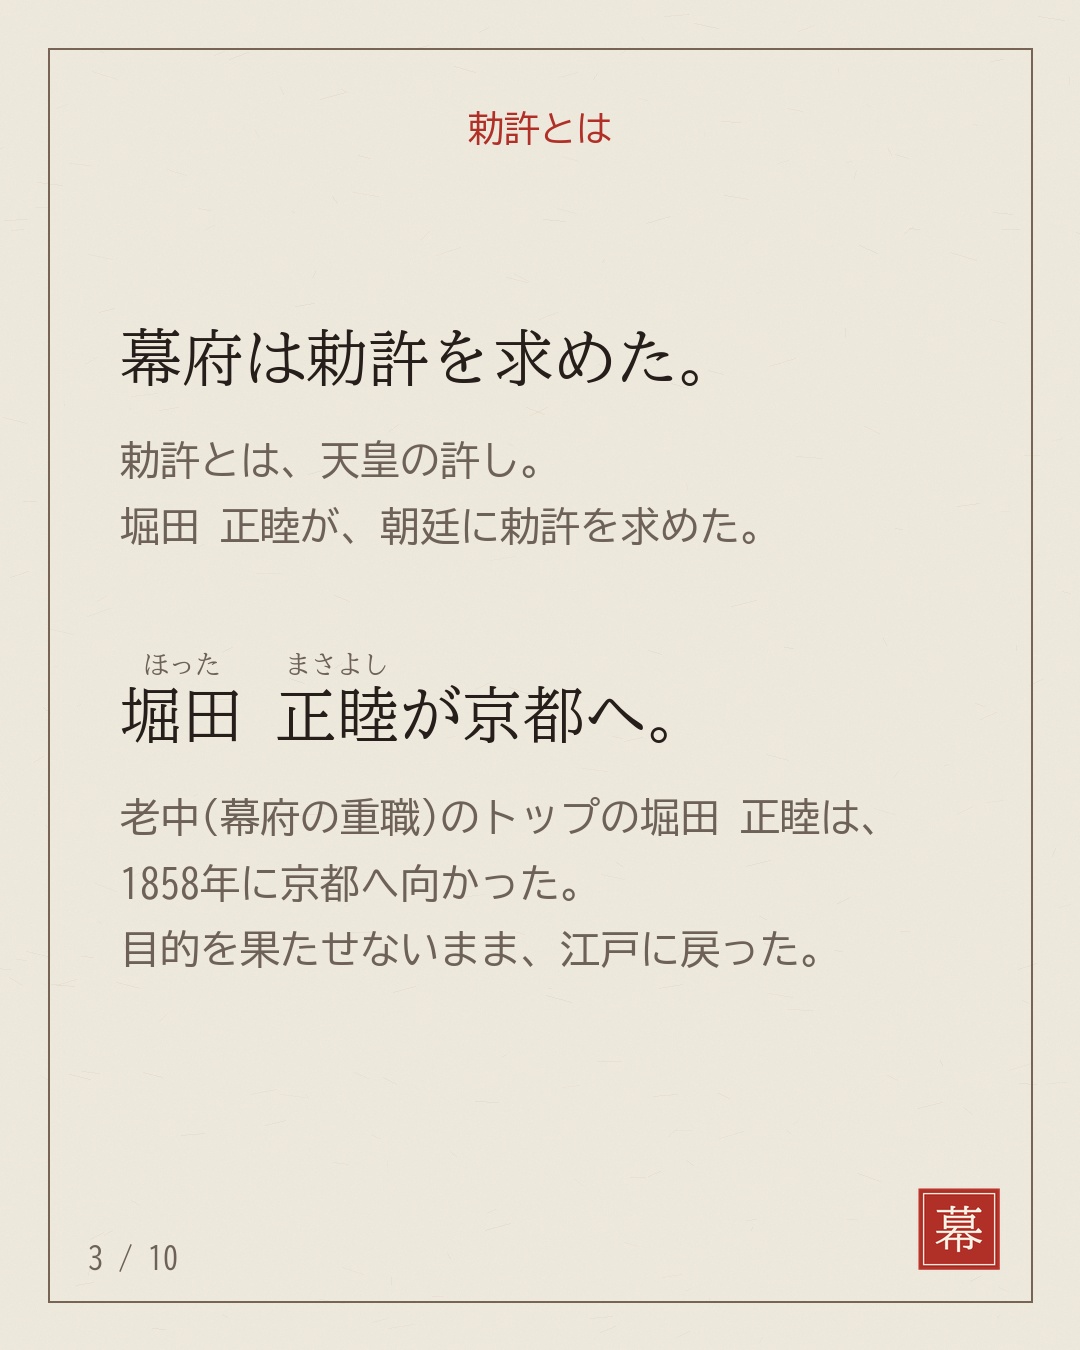 勅許とは
幕府は勅許を求めた。
勅許とは、天皇の許し。
堀田 正睦が、朝廷に勅許を求めた。
ほった まさよし
堀田 正睦が京都へ。
老中(幕府の重職)のトップの堀田 正睦は、
1858年に京都へ向かった。
目的を果たせないまま、江戸に戻った。
3 / 10
幕